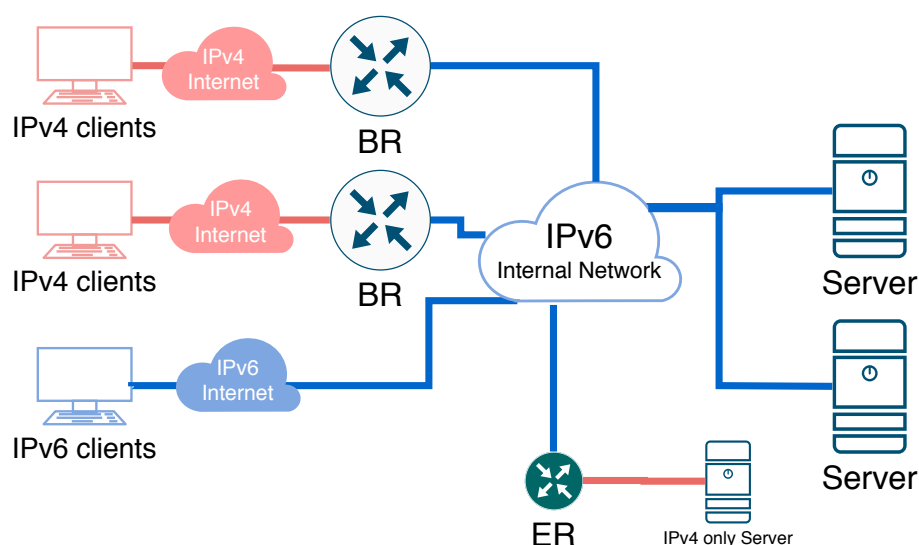 IPv4
Internet
IPv4 clients
BR
IPv4
Internet
IPv4 clients
BR
IPv6
Internal Network
Server
IPv6
Internet
IPv6 clients
Server
ER
IPv4 only Server